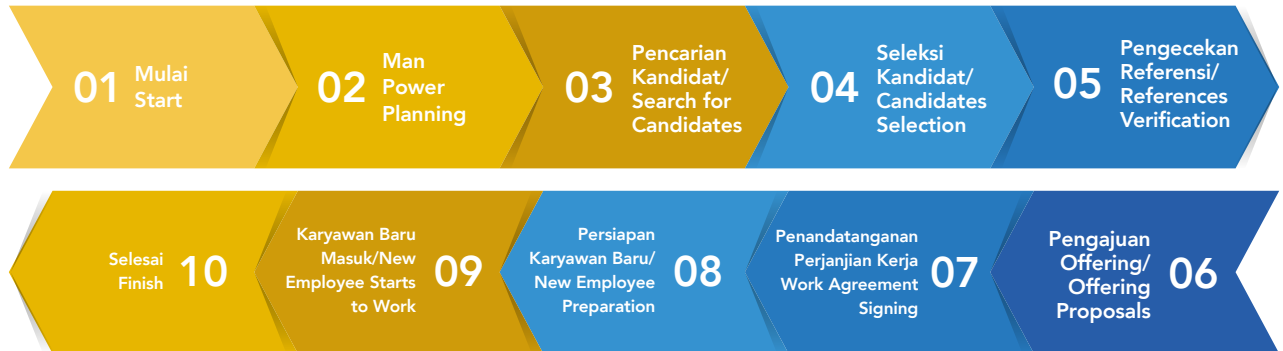 01
Mulai
Start
02
Man
Power
Planning
03
Pencarian
Kandidat/
Search for
Candidates
04
Seleksi
Kandidat/
Candidates
Selection
05
Pengecekan
Referensi/
References
Verification
Pengajuan
Offering/
Offering
Proposals
06
Penandatanganan
Perjanjian Kerja
Work Agreement
Signing
07
Persiapan
Karyawan Baru/
New Employee
Preparation
08
Karyawan Baru
Masuk/New
Employee Starts
to Work
09
Selesai
Finish
10